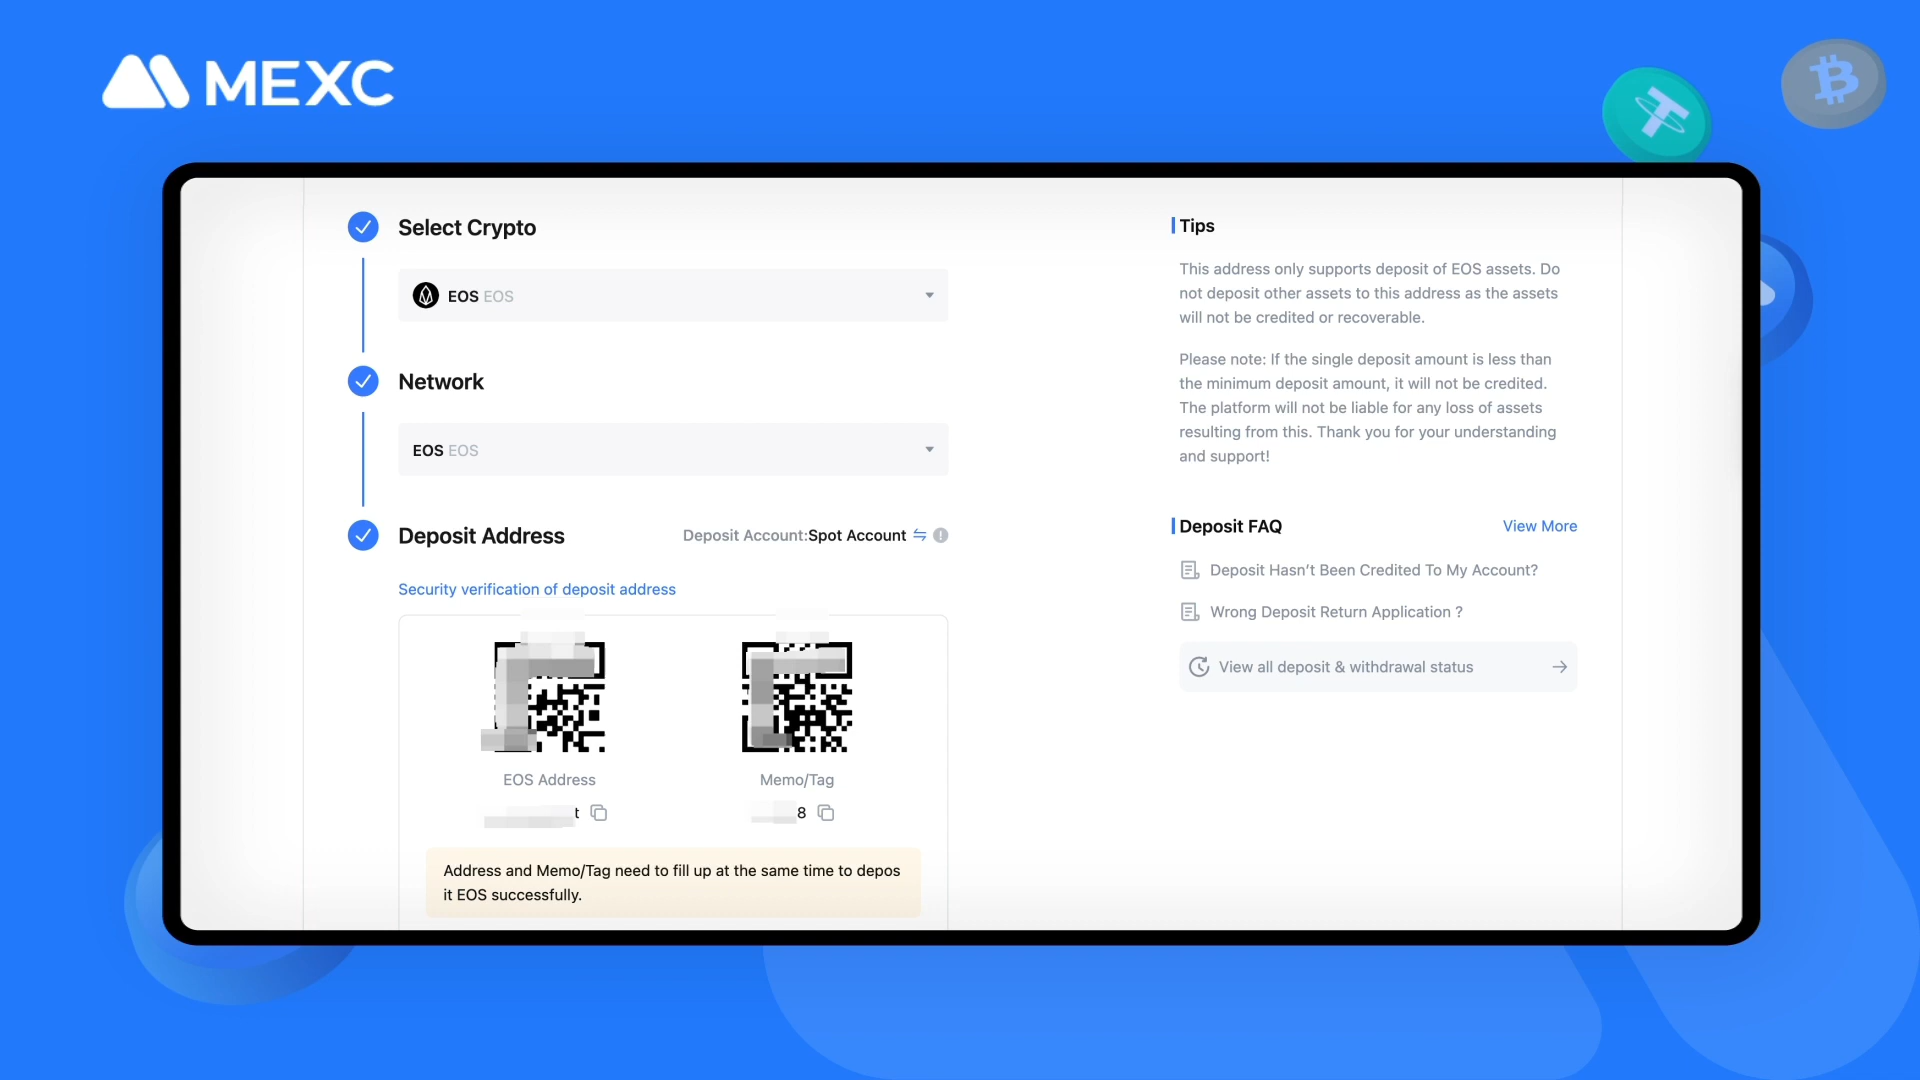 MEXC
Select Crypto
EOS EOS
Network
EOS EOS
Deposit Address
Deposit Account:Spot Account
Security verification of deposit address
EOS Address
Memo/Tag
t
8
Address and Memo/Tag need to fill up at the same time to depos
it EOS successfully.
Tips
This address only supports deposit of EOS assets. Do
not deposit other assets to this address as the assets
will not be credited or recoverable.
Please note: If the single deposit amount is less than
the minimum deposit amount, it will not be credited.
The platform will not be liable for any loss of assets
resulting from this. Thank you for your understanding
and support!
Deposit FAQ
View More
Deposit Hasn’t Been Credited To My Account?
Wrong Deposit Return Application ?
View all deposit & withdrawal status